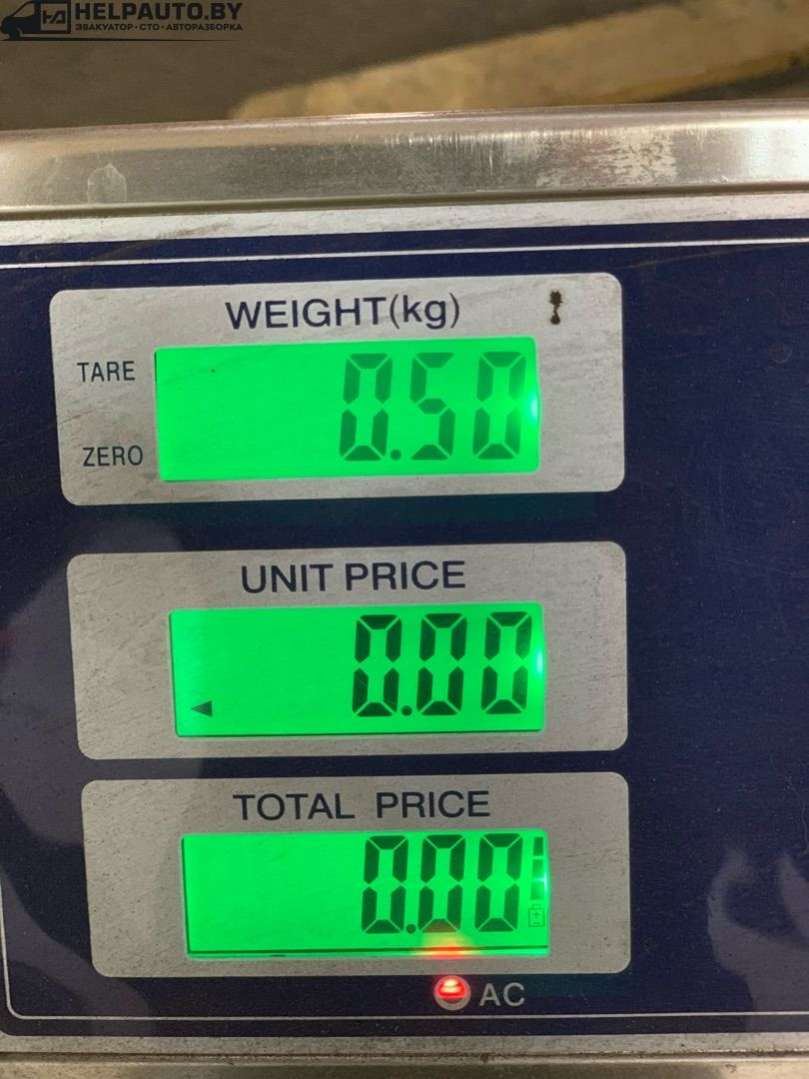 HELPAUTO.BY
ЭВАКУАТОР • СТО • АВТОРАЗБОРКА
WEIGHT(kg)
TARE
0.50
ZERO
UNIT PRICE
0.00
TOTAL PRICE
0.00
AC